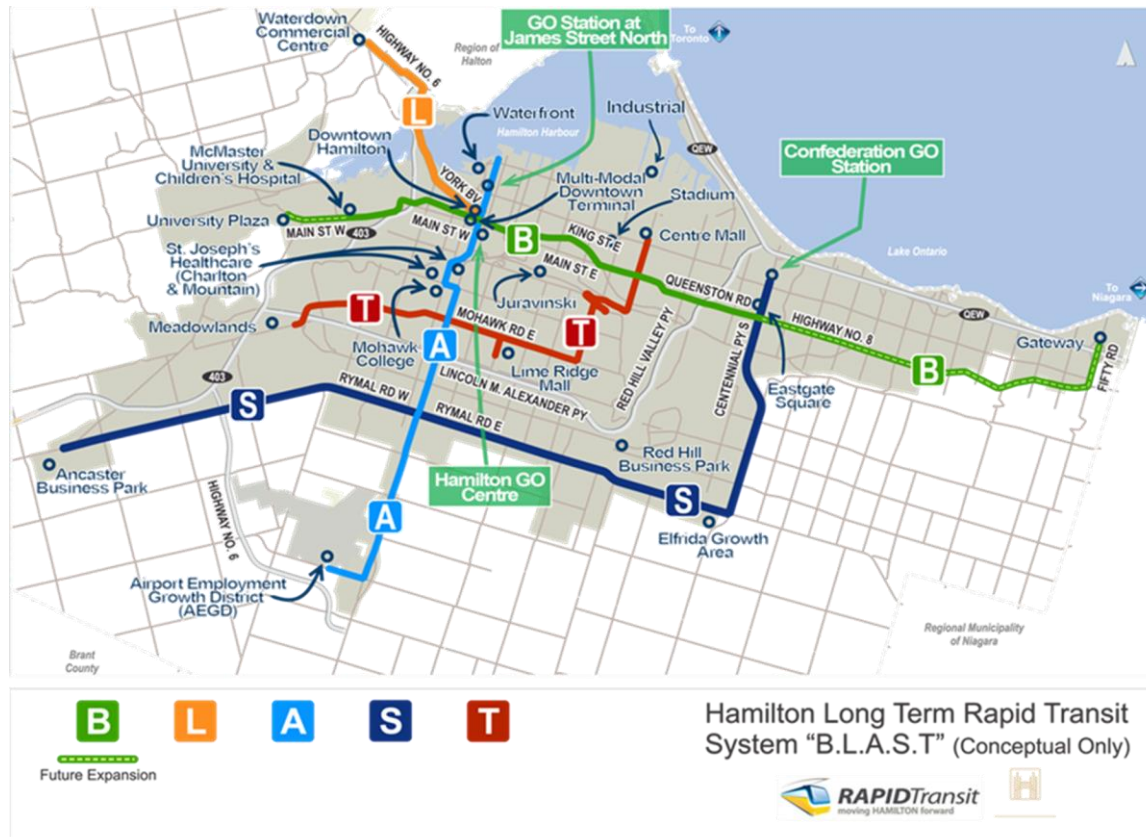 Waterdown
Commercial
Centre
HIGHWAY NO. 6
Region of
Halton
GO Station at
James Street North
To
Toronto
L
Waterfront
Industrial
Hamilton Harbour
QEW
Downtown
Hamilton
McMaster
University &
Children's Hospital
YORK BV
Multi-Modal
Downtown
Terminal
Confederation GO
Station
Stadium
University Plaza
MAIN ST W
403
MAIN ST W
B
KING ST E
Centre Mall
Lake Ontario
St. Joseph's
Healthcare
(Charlton
& Mountain)
MAIN ST E
Juravinski
QUEENSTON RD
To
Niagara
HIGHWAY NO. 8
QEW
Meadowlands
T
MOHAWK RD E
T
RED HILL VALLEY PY
CENTENNIAL PY S
Gateway
Mohawk
College
A
Lime Ridge
Mall
Eastgate
Square
B
FIFTY RD
403
LINCOLN M. ALEXANDER PY
S
RYMAL RD W
RYMAL RD E
Red Hill
Business Park
Ancaster
Business Park
Hamilton GO
Centre
S
HIGHWAY NO. 6
A
Elfrida Growth
Area
Airport Employment
Growth District
(AEGD)
Brant
County
Regional Municipality
of Niagara
B L A S T
Future Expansion
Hamilton Long Term Rapid Transit
System "B.L.A.S.T" (Conceptual Only)
RAPIDTransit
moving HAMILTON forward